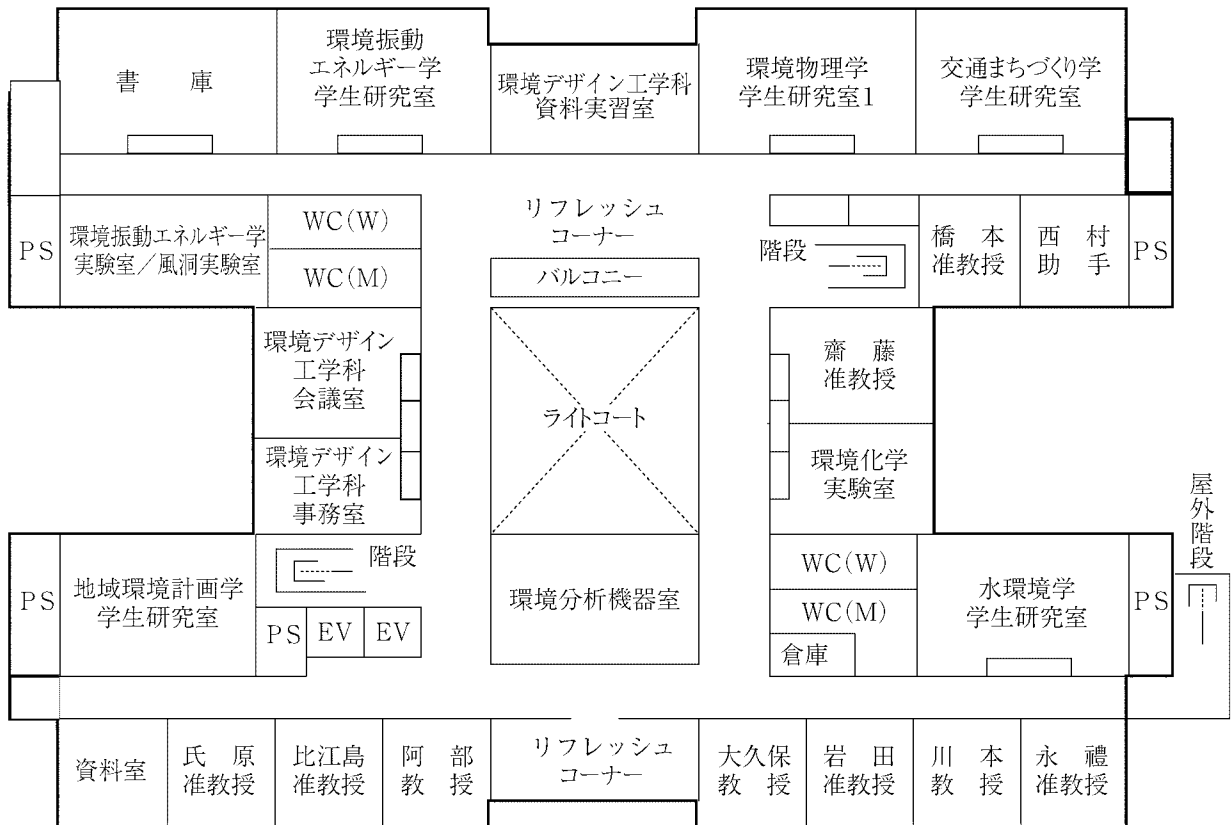 書 庫
環境振動
エネルギー学
学生研究室
環境デザイン工学科
資料実習室
環境物理学
学生研究室1
交通まちづくり学
学生研究室
PS
環境振動エネルギー学
実験室／風洞実験室
WC(W)
WC(M)
リフレッシュ
コーナー
バルコニー
階段
橋 本
准教授
西 村
助 手
PS
環境デザイン
工学科
会議室
ライトコート
齋 藤
准教授
環境デザイン
工学科
事務室
環境化学
実験室
屋外階段
PS
地域環境計画学
学生研究室
階段
PS
EV
EV
環境分析機器室
WC(W)
WC(M)
倉庫
水環境学
学生研究室
PS
資料室
氏 原
准教授
比江島
准教授
阿 部
教 授
リフレッシュ
コーナー
大久保
教 授
岩 田
准教授
川 本
教 授
永 禮
准教授